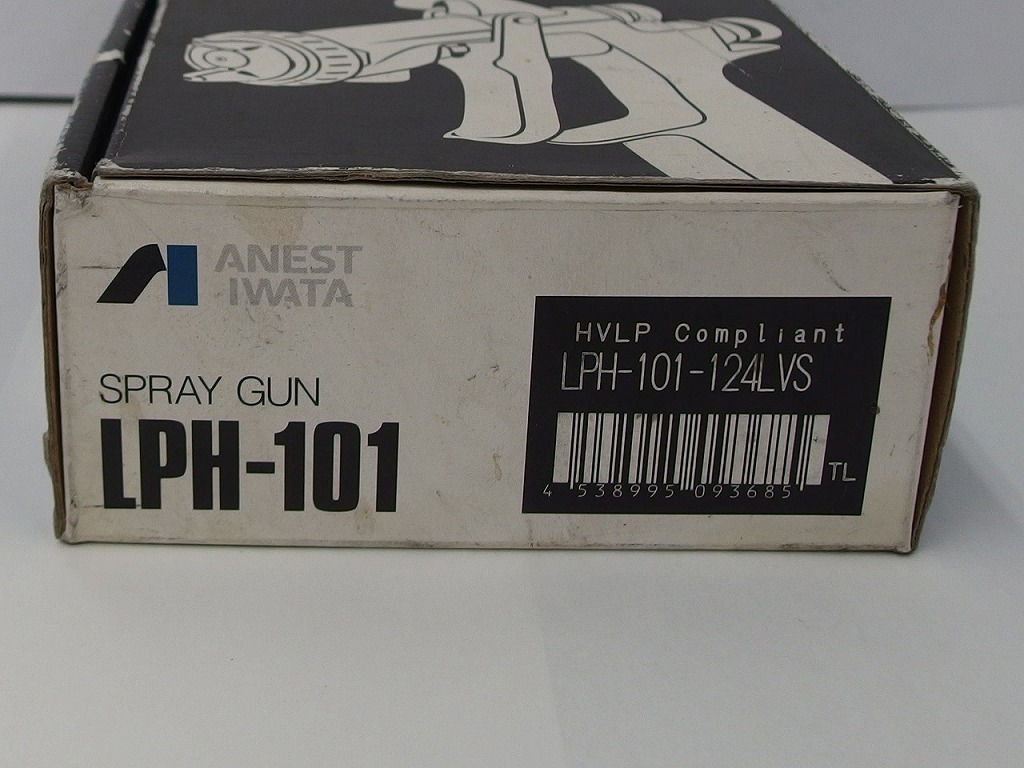 ANEST
IWATA
SPRAY GUN
LPH-101
HVLP Compliant
LPH-101-124LVS
TL
4 538995 093685